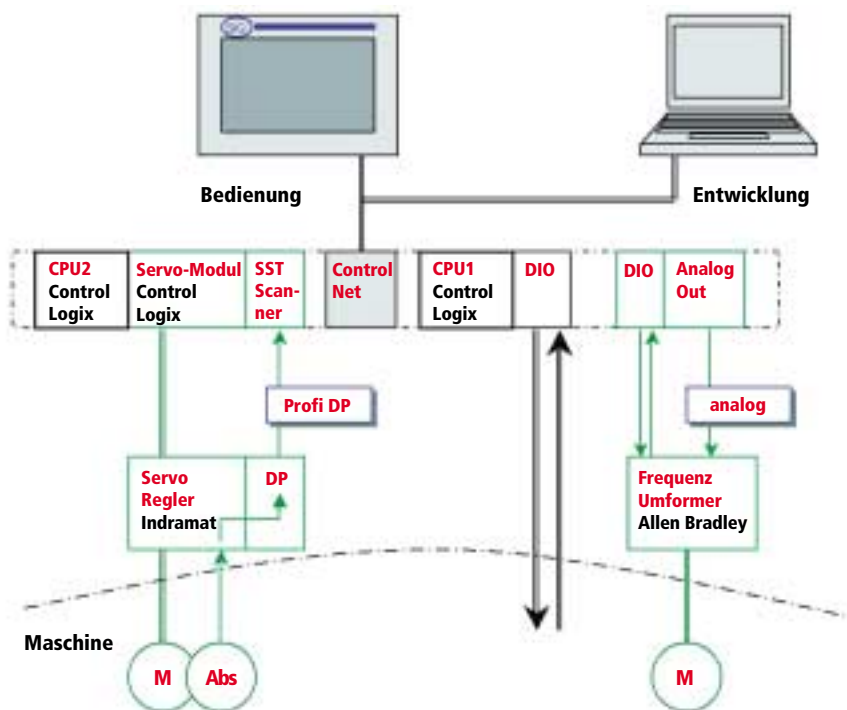 Bedienung
Entwicklung
CPU2
Control
Logix
Servo-Modul
Control
Logix
SST
Scan-
ner
Control
Net
CPU1
Control
Logix
DIO
DIO
Analog
Out
Profi DP
analog
Servo
Regler
Indramat
DP
Frequenz
Umformer
Allen Bradley
Maschine
M
Abs
M